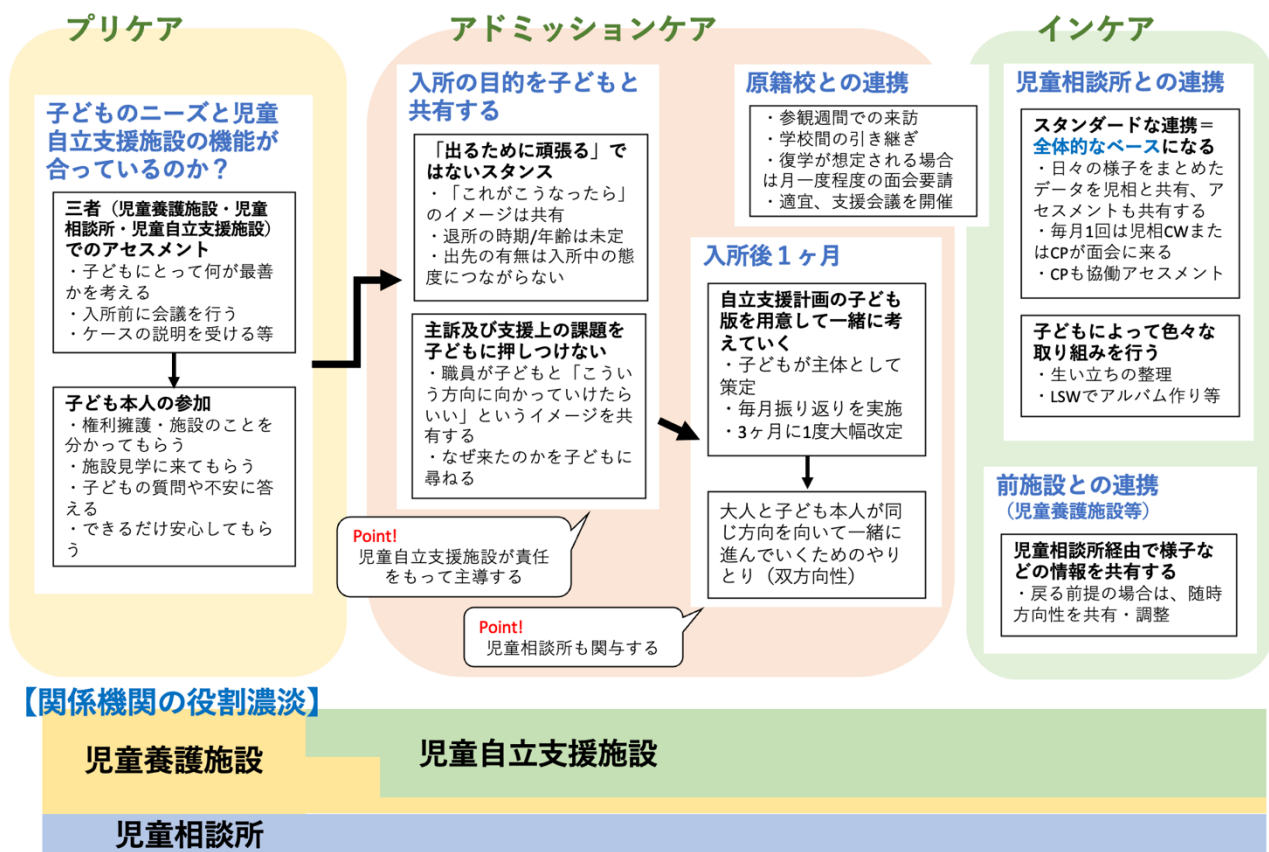 プリケア
子どものニーズと児童
自立支援施設の機能が
合っているのか？
三者（児童養護施設・児童
相談所・児童自立支援施設）
でのアセスメント
・子どもにとって何が最善
かを考える
・入所前に会議を行う
・ケースの説明を受ける等
子ども本人の参加
・権利擁護・施設のことを
分かってもらう
・施設見学に来てもらう
・子どもの質問や不安に答
える
・できるだけ安心してもら
う
アドミッションケア
入所の目的を子どもと
共有する
「出るために頑張る」で
はないスタンス
・「これがこうなったら」
のイメージは共有
・退所の時期/年齢は未定
・出先の有無は入所中の態
度につながらない
主訴及び支援上の課題を
子どもに押しつけない
・職員が子どもと「こうい
う方向に向かっていけたら
いい」というイメージを共
有する
・なぜ来たのかを子どもに
尋ねる
Point!
児童自立支援施設が責任
をもって主導する
原籍校との連携
・参観週間での来訪
・学校間の引き継ぎ
・復学が想定される場合
は月一度程度の面会要請
・適宜、支援会議を開催
入所後１ヶ月
自立支援計画の子ども
版を用意して一緒に考
えていく
・子どもが主体として
策定
・毎月振り返りを実施
・3ヶ月に1度大幅改定
大人と子ども本人が同
じ方向を向いて一緒に
進んでいくためのやり
とり（双方向性）
Point!
児童相談所も関与する
インケア
児童相談所との連携
スタンダードな連携＝
全体的なベースになる
・日々の様子をまとめた
データを児相と共有、ア
セスメントも共有する
・毎月1回は児相CWまた
はCPが面会に来る
・CPも協働アセスメント
子どもによって色々な
取り組みを行う
・生い立ちの整理
・LSWでアルバム作り等
前施設との連携
（児童養護施設等）
児童相談所経由で様子な
どの情報を共有する
・戻る前提の場合は、随時
方向性を共有・調整
【関係機関の役割濃淡】
児童養護施設
児童自立支援施設
児童相談所